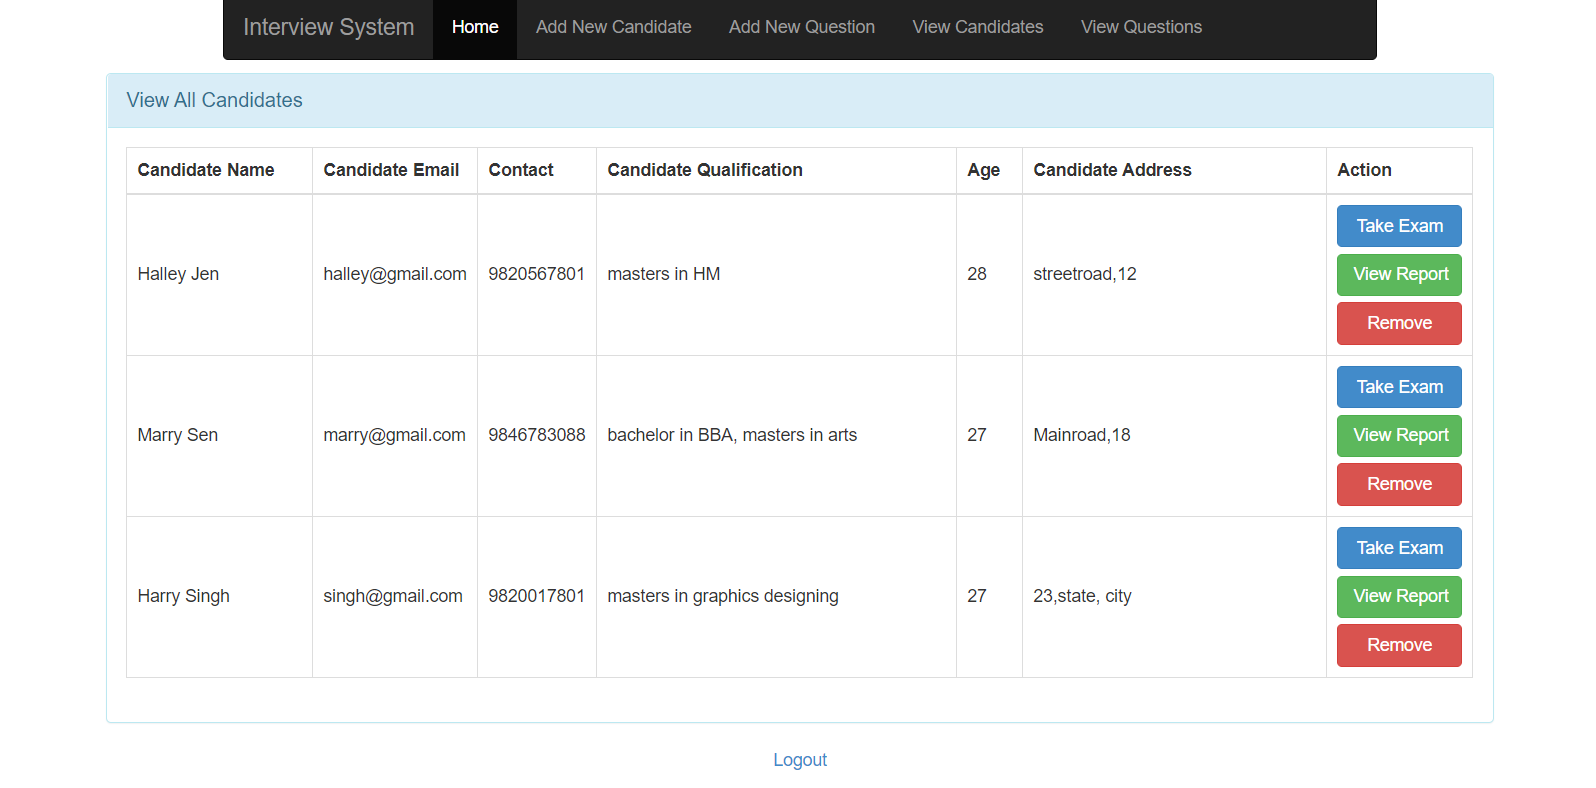 Interview System Home Add New Candidate Add New Question View Candidates View Questions
View All Candidates
Candidate Name Candidate Email Contact Candidate Qualification Age Candidate Address Action
Take Exam
Halley Jen halley@gmail.com 9820567801 masters in HM 28 streetroad,12 View Report
Remove
Take Exam
Marry Sen marry@gmail.com 9846783088 bachelor in BBA, masters in arts 27 Mainroad,18 View Report
Remove
Take Exam
Harry Singh singh@gmail.com 9820017801 masters in graphics designing 27 23,state, city View Report
Remove
Logout